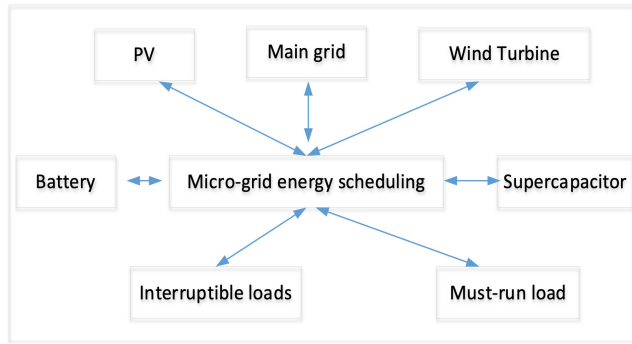 PV
Main grid
Wind Turbine
Battery
Micro-grid energy scheduling
Supercapacitor
Interruptible loads
Must-run load